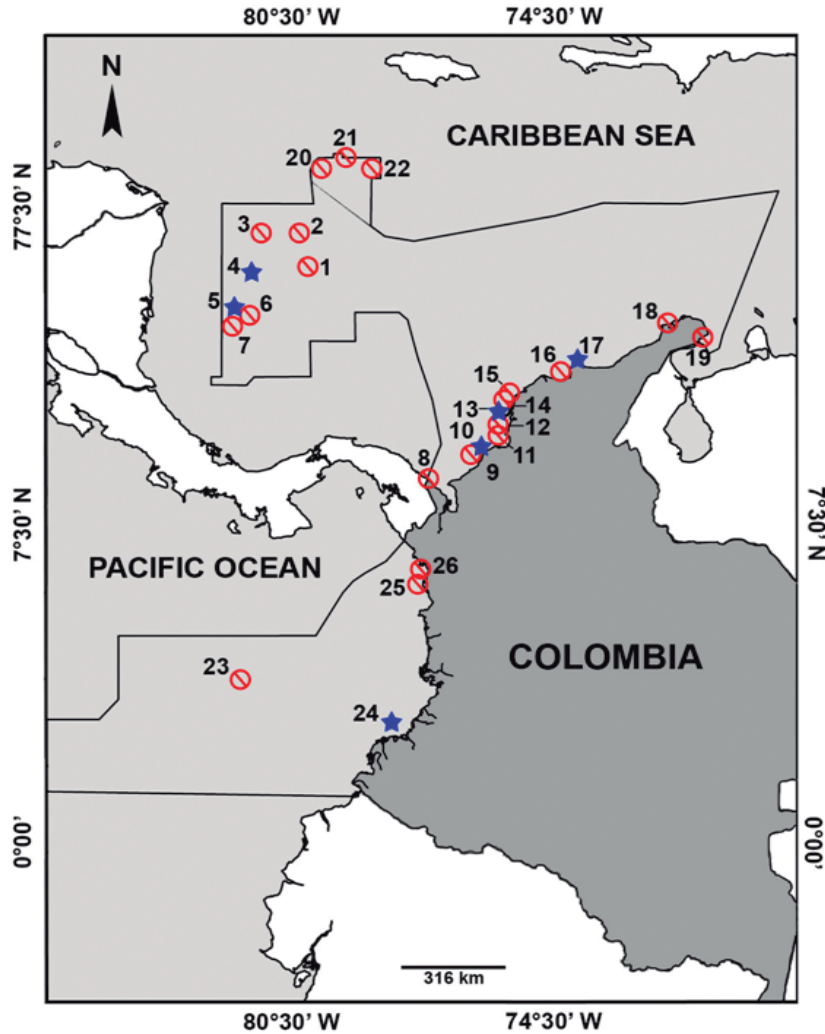 80°30' W 74°30' W
N
CARIBBEAN SEA
21
20 22
77°30' N
3 2
4 1
5 6
7
18
17
16 19
15
13 14
10 12
11
8 9
7°30' N 7°30' N
PACIFIC OCEAN
26
25
COLOMBIA
23
24
0°00' 0°00'
316 km
80°30' W 74°30' W